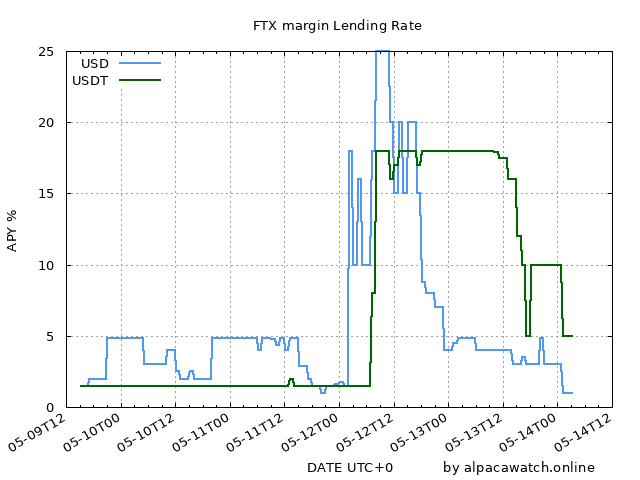 FTX margin Lending Rate
USD
USDT
25
20
15
10
5
0
APY %
05-09T12
05-10T00
05-10T12
05-11T00
05-11T12
05-12T00
05-12T12
05-13T00
05-13T12
05-14T00
05-14T12
DATE UTC+0
by alpacawatch.online